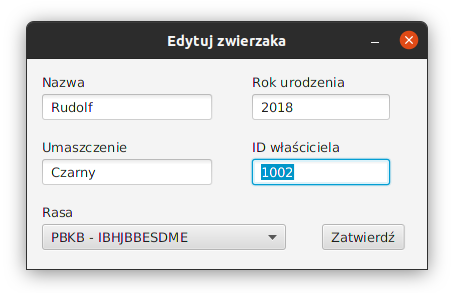 Edytuj zwierzaka
Nazwa
Rok urodzenia
Rudolf
2018
Umaszczenie
ID właściciela
Czarny
1002
Rasa
PBKB - IBHJBBESDME
Zatwierdź